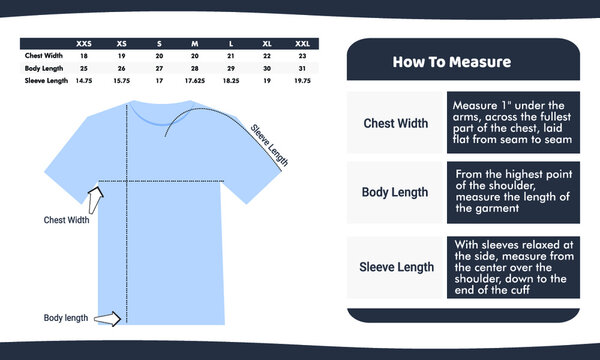 XXS XS S M L XL XXL
Chest Width 18 19 20 20 21 22 23
Body Length 25 26 27 28 29 30 31
Sleeve Length 14.75 15.75 17 17.625 18.25 19 19.75
Sleeve Length
Chest Width
Body length
How To Measure
Chest Width
Measure 1" under the
arms, across the fullest
part of the chest, laid
flat from seam to seam
Body Length
From the highest point
of the shoulder,
measure the length of
the garment
Sleeve Length
With sleeves relaxed at
the side, measure from
the center over the
shoulder, down to the
end of the cuff